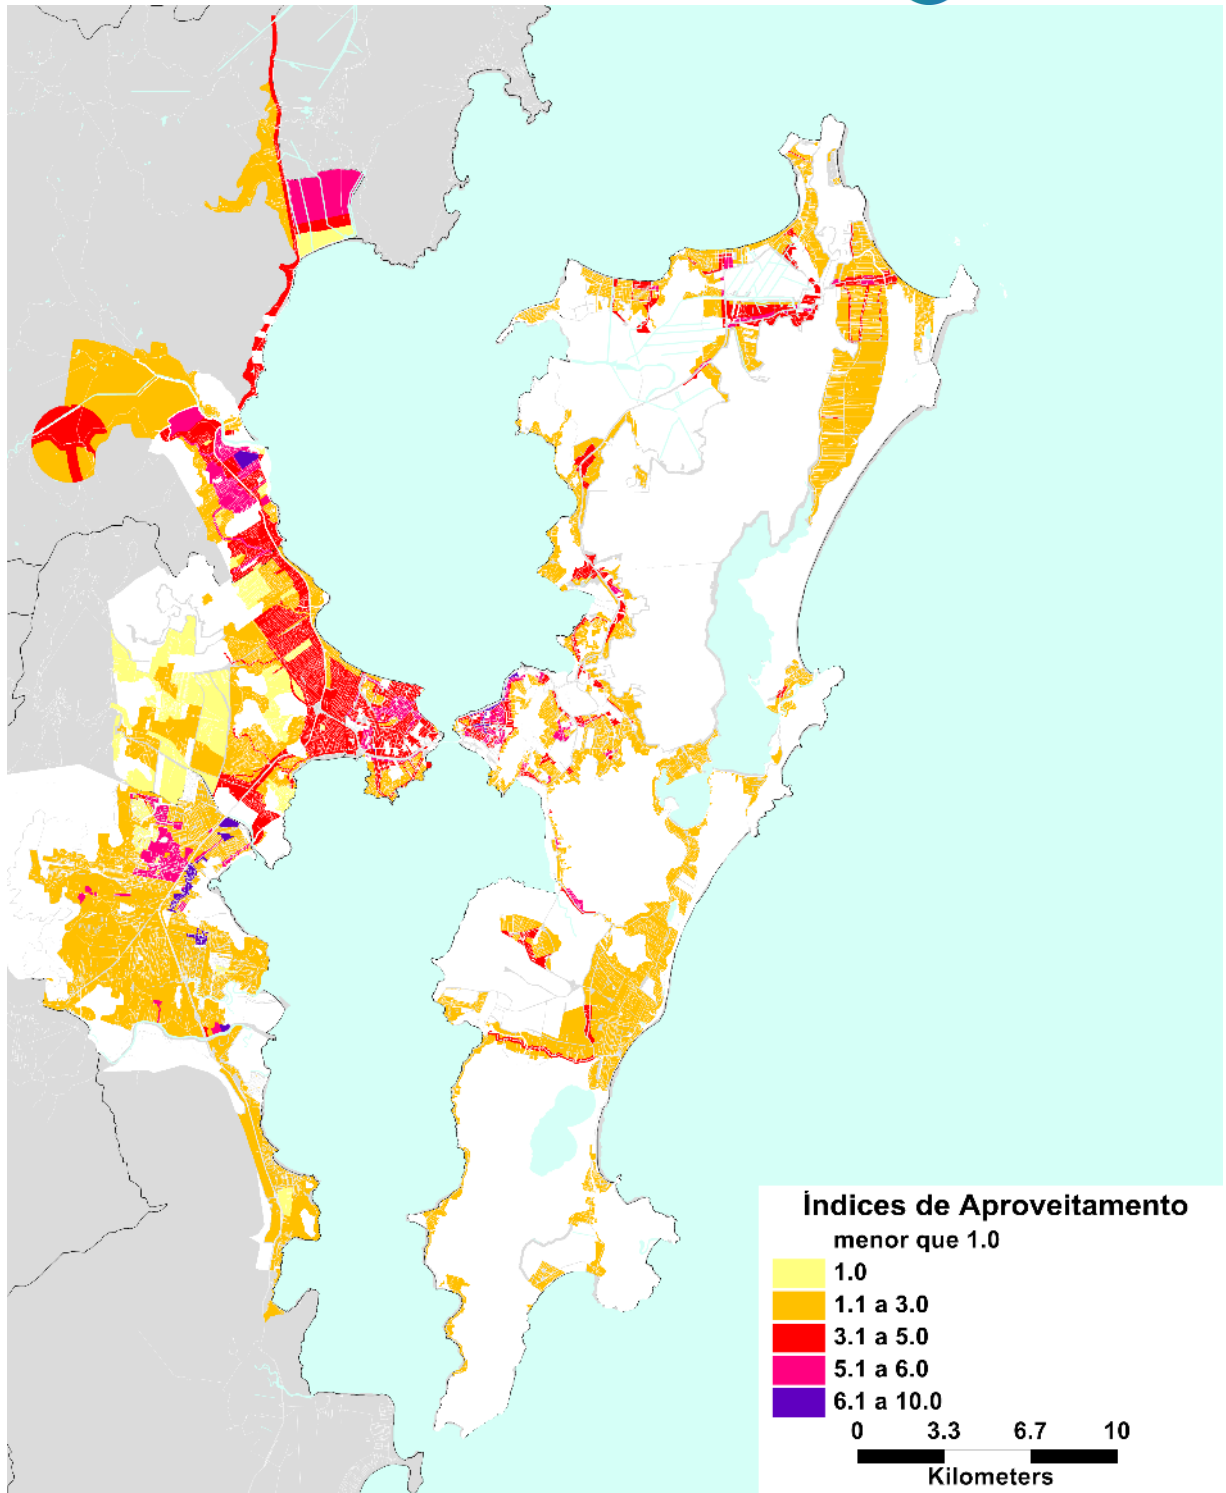 Índices de Aproveitamento
menor que 1.0
1.0
1.1 a 3.0
3.1 a 5.0
5.1 a 6.0
6.1 a 10.0
0 3.3 6.7 10
Kilometers